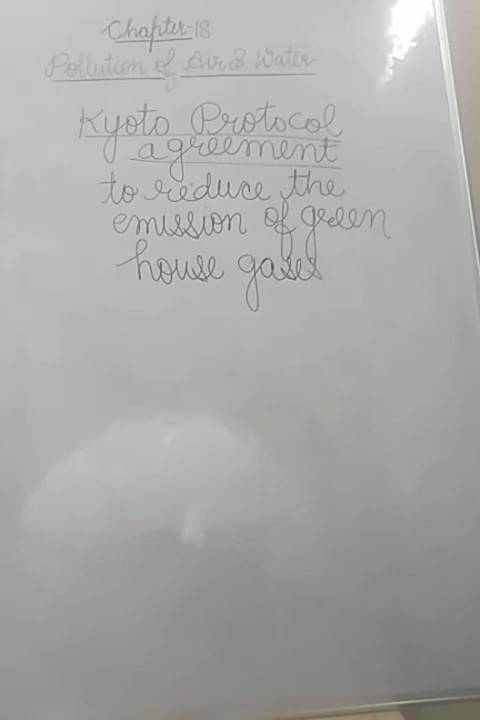 Chapter-18
Pollution of Air & Water
Kyoto Protocol
agreement
to reduce the
emission of green
house gases